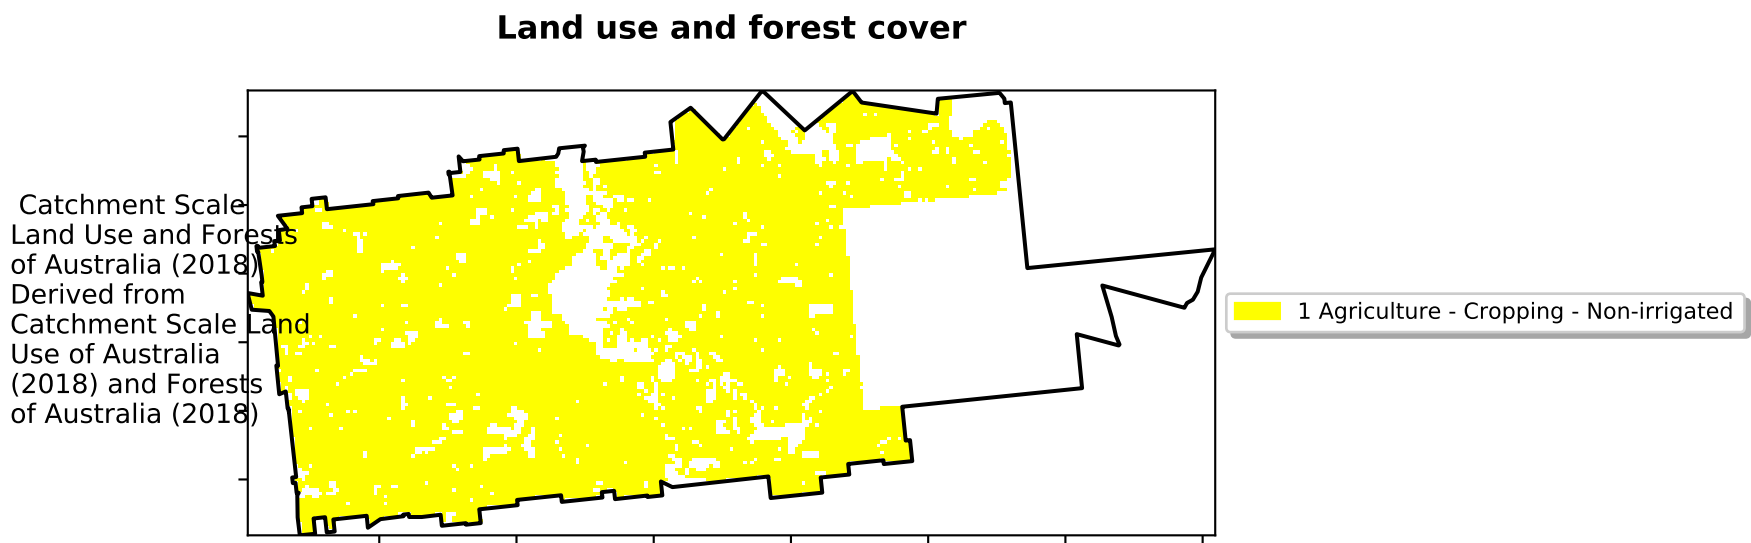 Land use and forest cover
Catchment Scale
Land Use and Forests
of Australia (2018)
Derived from
Catchment Scale Land
Use of Australia
(2018) and Forests
of Australia (2018)
1 Agriculture - Cropping - Non-irrigated